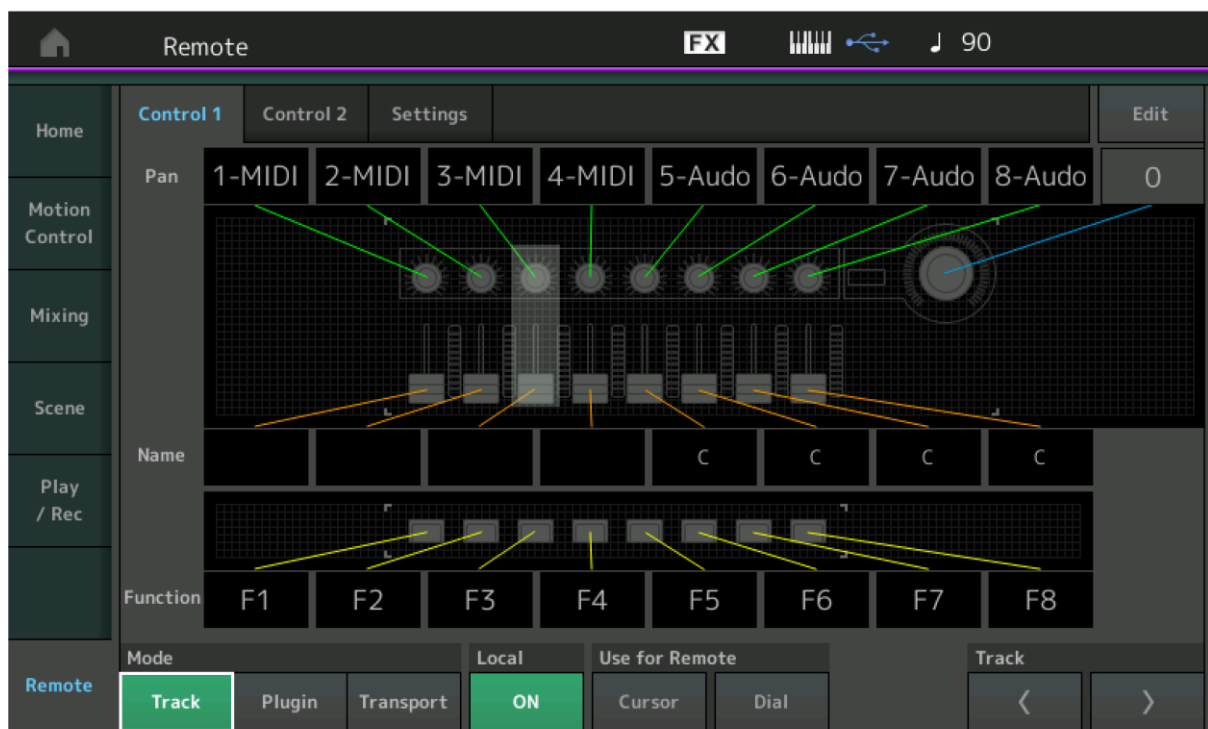 Remote FX 90
Control 1 Control 2 Settings Edit
Home
Pan 1-MIDI 2-MIDI 3-MIDI 4-MIDI 5-Audo 6-Audo 7-Audo 8-Audo 0
Motion
Control
Mixing
Scene
Name C C C C
Play
/ Rec
Function F1 F2 F3 F4 F5 F6 F7 F8
Mode Local Use for Remote Track
Remote Track Plugin Transport ON Cursor Dial < >